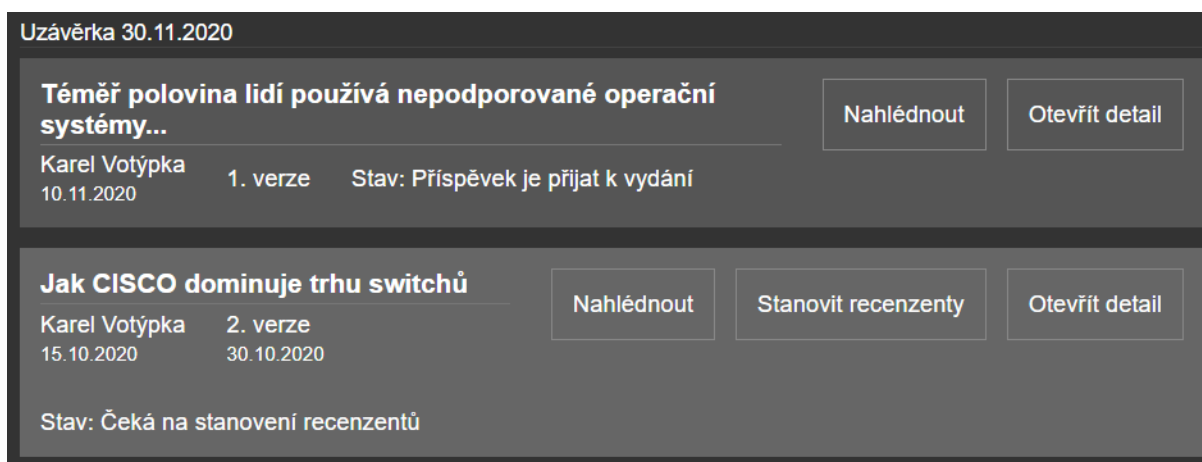 Uzávěrka 30.11.2020
Téměř polovina lidí používá nepodporované operační
systémy...
Nahlédnout
Otevřít detail
Karel Votýpka
10.11.2020
1. verze
Stav: Příspěvek je přijat k vydání
Jak CISCO dominuje trhu switchů
Nahlédnout
Stanovit recenzenty
Otevřít detail
Karel Votýpka
15.10.2020
2. verze
30.10.2020
Stav: Čeká na stanovení recenzentů